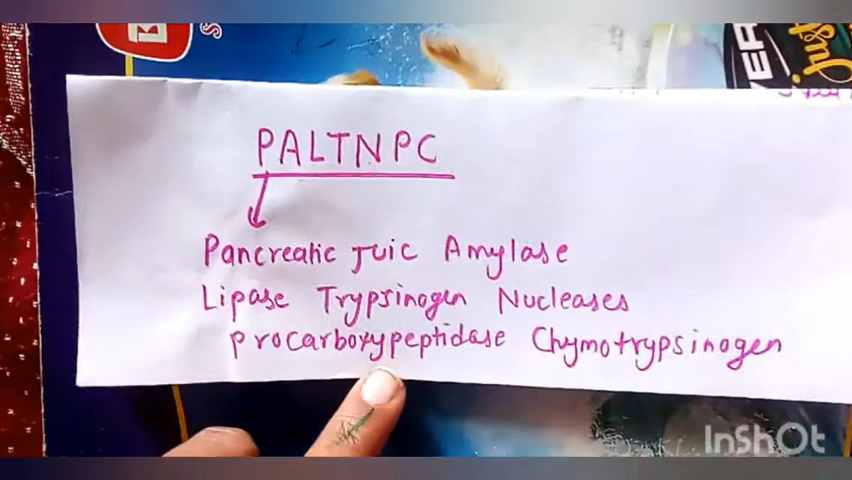 PALTNPC
Pancreatic Juic Amylase
Lipase Trypsinogen Nucleases
procarboxypeptidase Chymotrypsinogen
InShOt